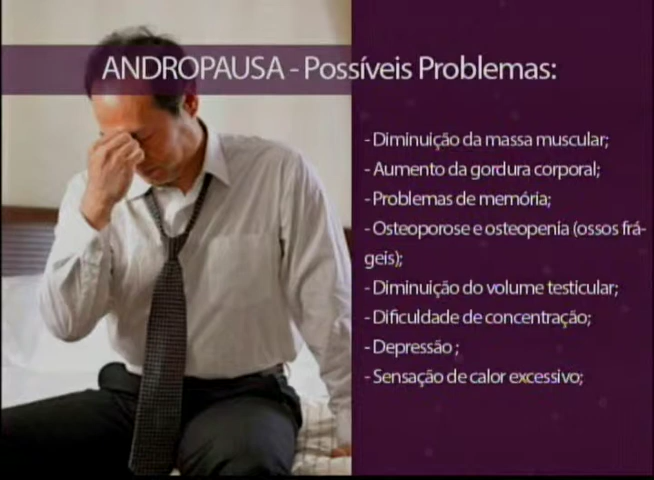 ANDROPAUSA - Possíveis Problemas:
- Diminuição da massa muscular;
- Aumento da gordura corporal;
- Problemas de memória;
- Osteoporose e osteopenia (ossos frá-
geis);
- Diminuição do volume testicular;
- Dificuldade de concentração;
- Depressão ;
- Sensação de calor excessivo;